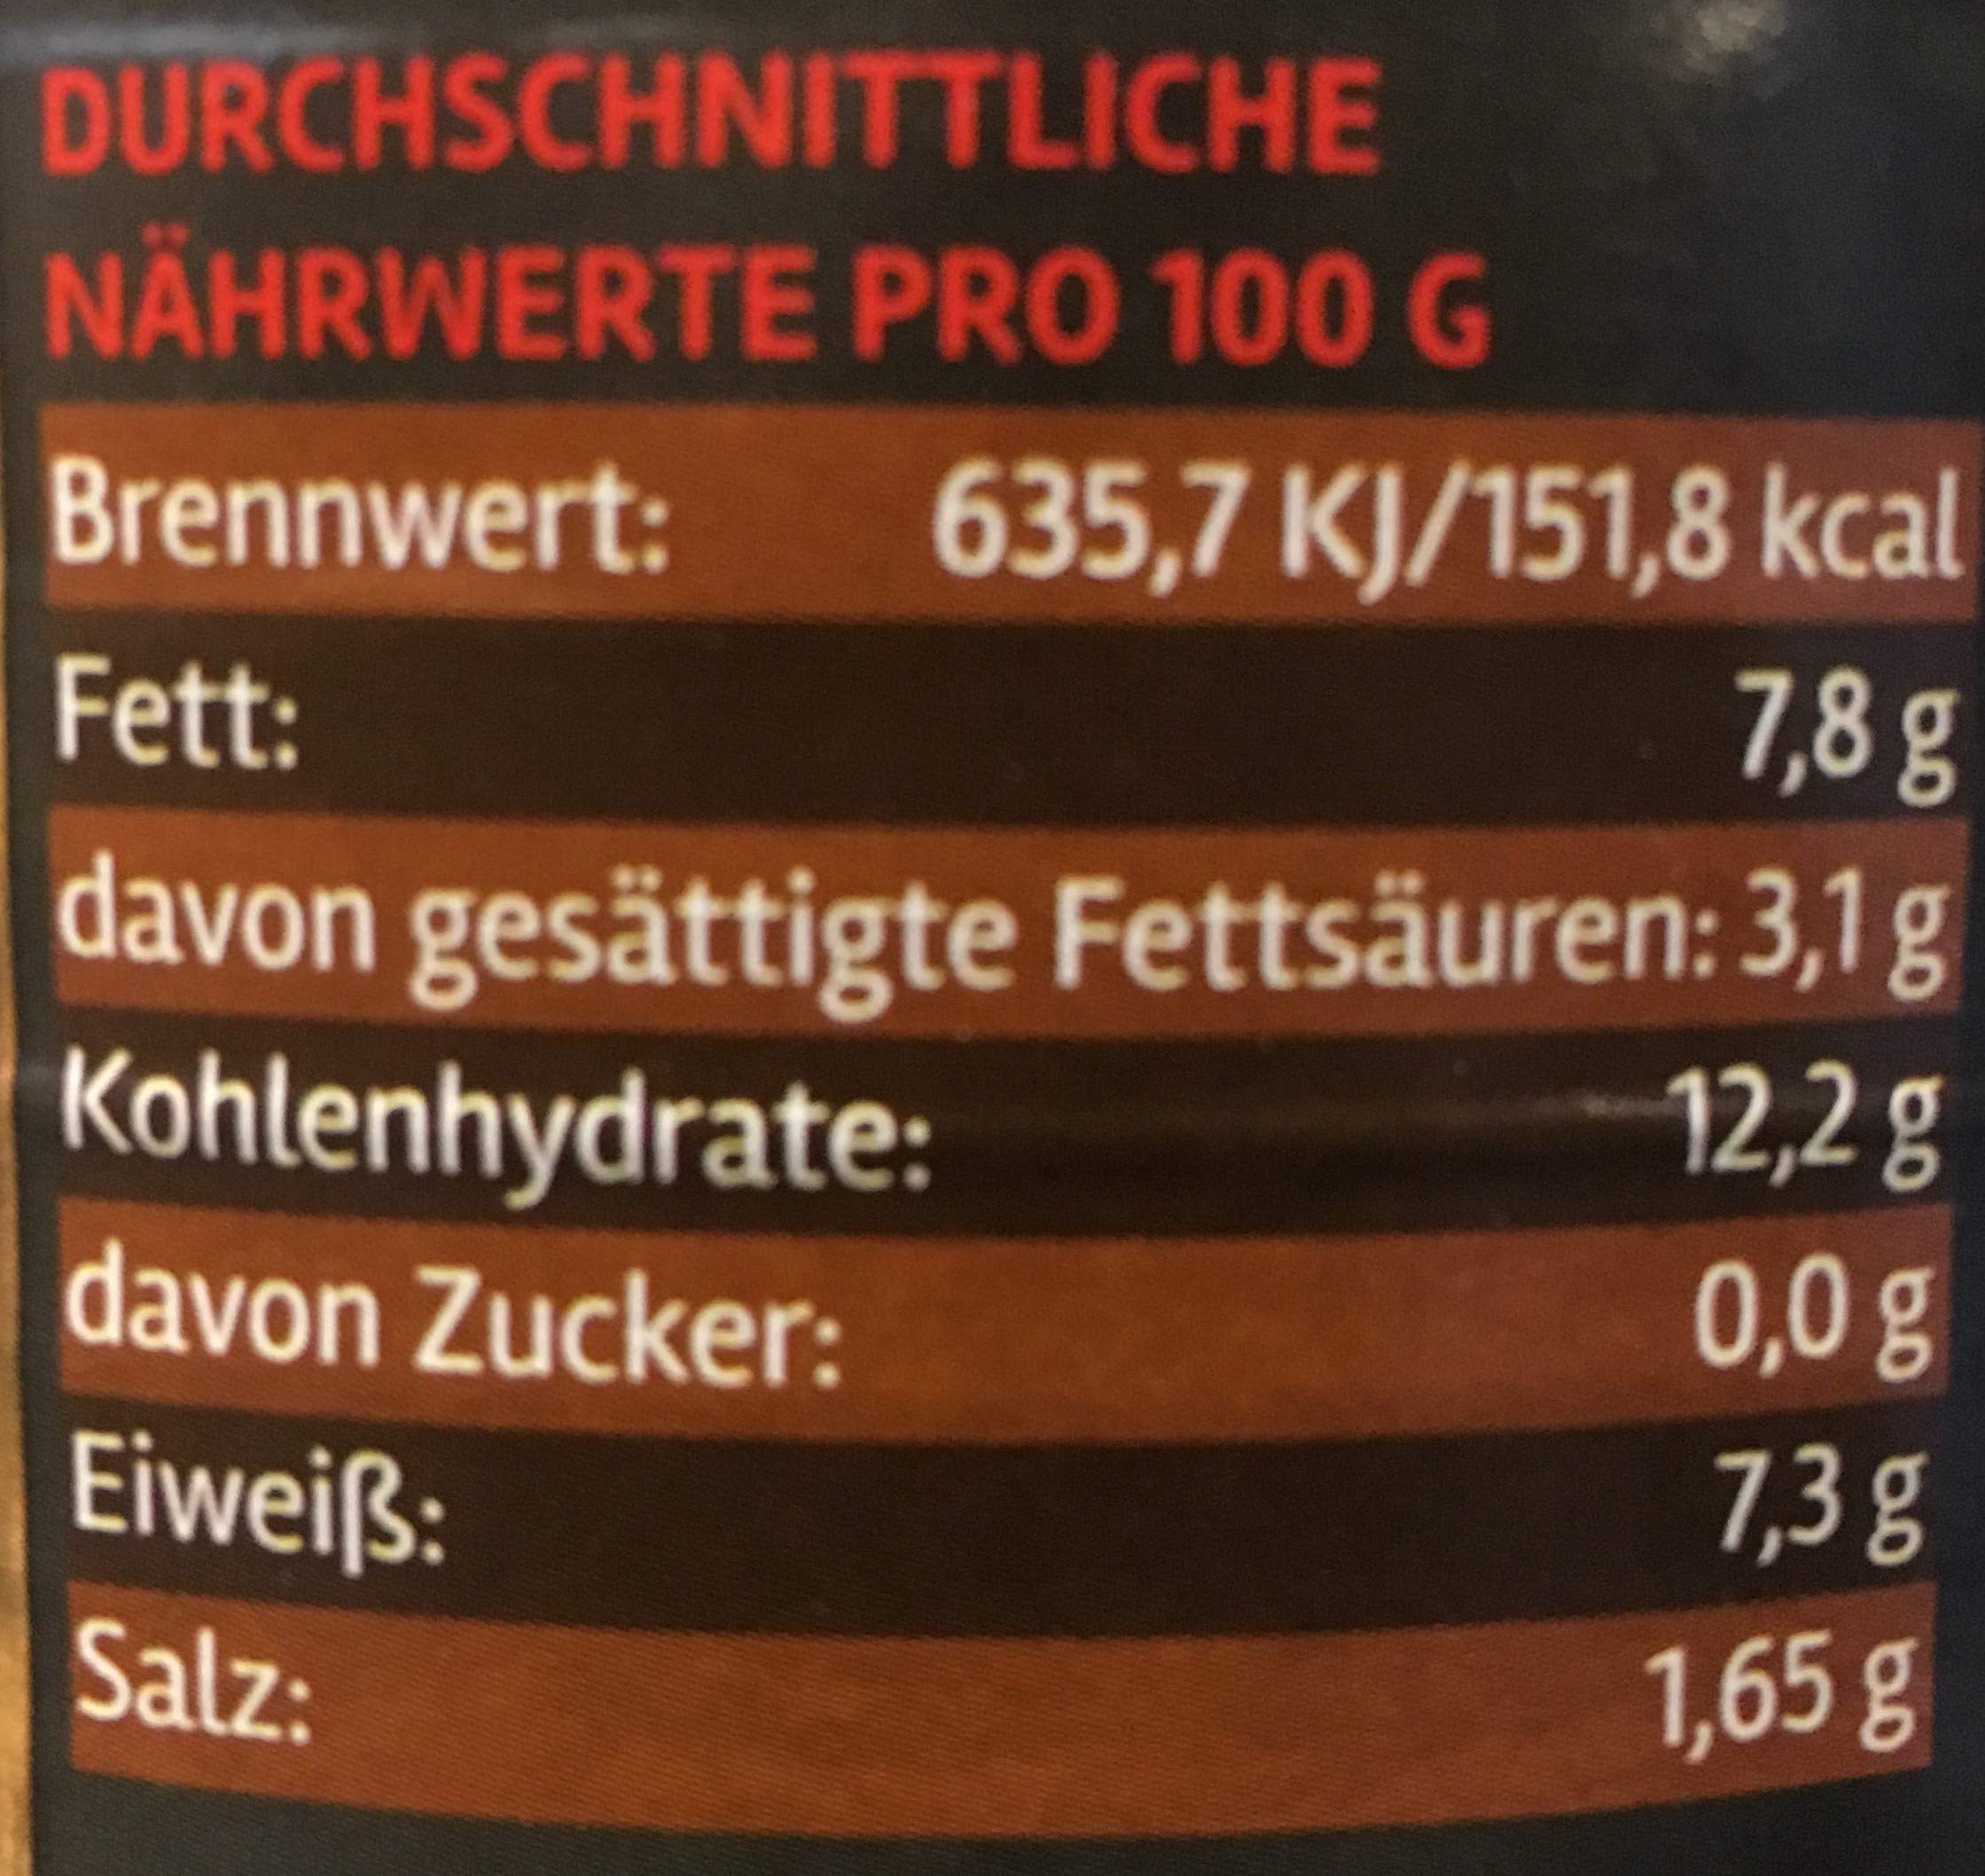 DURCHSCHNITTLICHE
NÄHRWERTE PRO 100 G
Brennwert: 635,7 KJ/151,8 kcal
Fett: 7,8 g
davon gesättigte Fettsäuren: 3,1 g
Kohlenhydrate: 12,2 g
davon Zucker: 0,0 g
Eiweiß: 7,3 g
Salz: 1,65 g